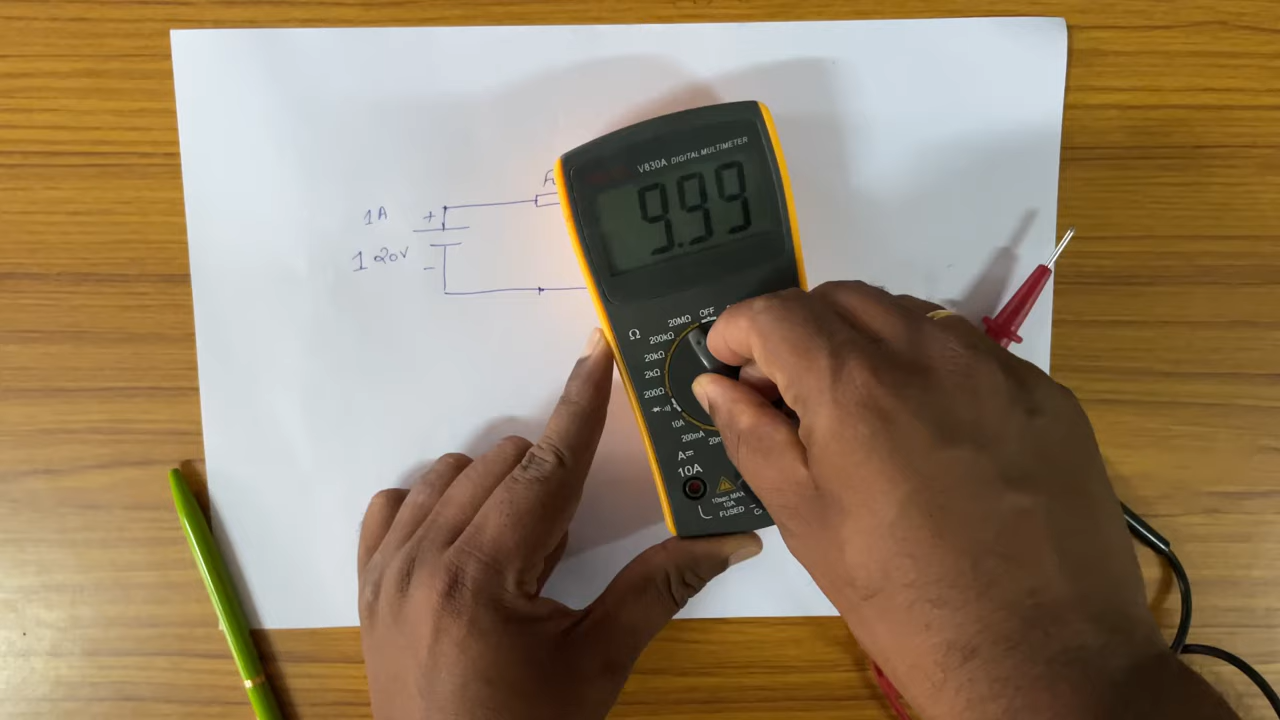 V830A DIGITAL MULTIMETER
9.99
1A
+
120V
−
Ω
20MΩ
OFF
200kΩ
20kΩ
2kΩ
200Ω
10A
200mA
A=
10A
10sec MAX
10A
FUSED